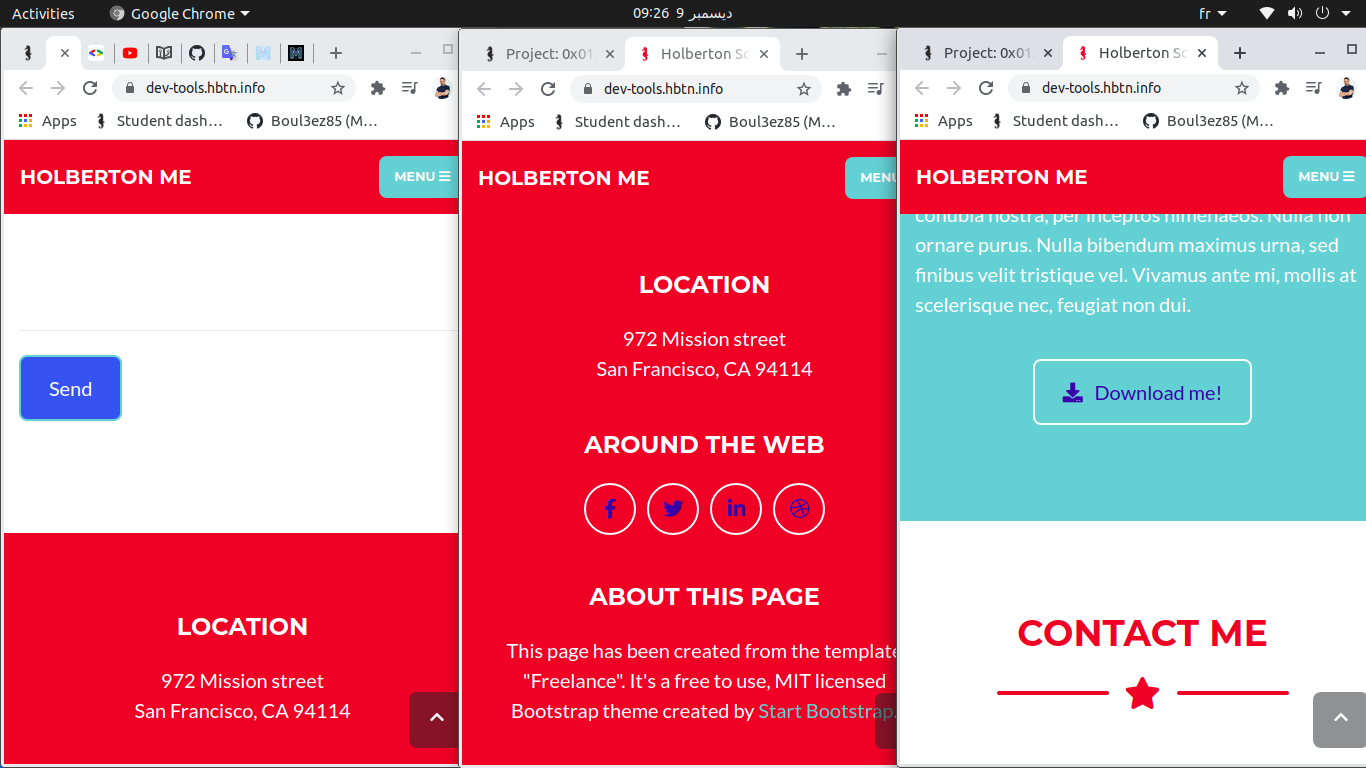 Activities
Google Chrome
09:26 9 ديسمبر
fr
dev-tools.hbtn.info
Apps
Student dash…
Boul3ez85 (M…
HOLBERTON ME
MENU
Send
LOCATION
972 Mission street
San Francisco, CA 94114
Project: 0x01
Holberton Sc
dev-tools.hbtn.info
Apps
Student dash…
Boul3ez85 (M…
HOLBERTON ME
MENU
LOCATION
972 Mission street
San Francisco, CA 94114
AROUND THE WEB
ABOUT THIS PAGE
This page has been created from the template
"Freelance". It's a free to use, MIT licensed
Bootstrap theme created by Start Bootstrap.
Project: 0x01
Holberton Sc
dev-tools.hbtn.info
Apps
Student dash…
Boul3ez85 (M…
HOLBERTON ME
MENU
conubia nostra, per inceptos himenaeos. Nulla non
ornare purus. Nulla bibendum maximus urna, sed
finibus velit tristique vel. Vivamus ante mi, mollis at
scelerisque nec, feugiat non dui.
Download me!
CONTACT ME